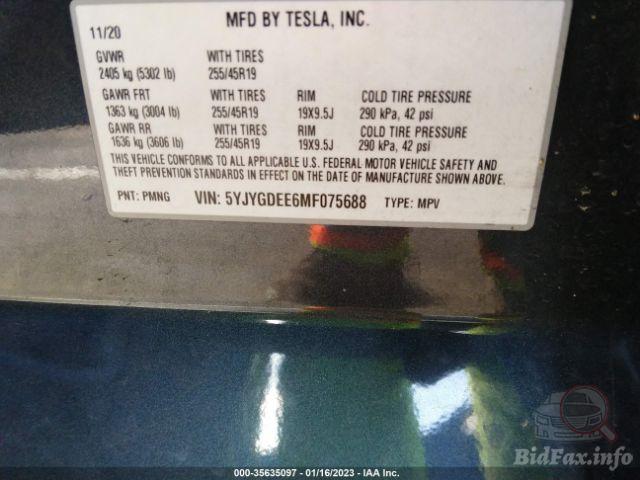 11/20 MFD BY TESLA, INC.
GVWR WITH TIRES
2405 kg (5302 lb) 255/45R19
GAWR FRT WITH TIRES RIM COLD TIRE PRESSURE
1363 kg (3004 lb) 255/45R19 19X9.5J 290 kPa, 42 psi
GAWR RR WITH TIRES RIM COLD TIRE PRESSURE
1636 kg (3606 lb) 255/45R19 19X9.5J 290 kPa, 42 psi
THIS VEHICLE CONFORMS TO ALL APPLICABLE U.S. FEDERAL MOTOR VEHICLE SAFETY AND
THEFT PREVENTION STANDARDS IN EFFECT ON THE DATE OF MANUFACTURE SHOWN ABOVE.
PNT: PMNG VIN: 5YJYGDEE6MF075688 TYPE: MPV
BidFax.info
000-35635097 - 01/16/2023 - IAA Inc.